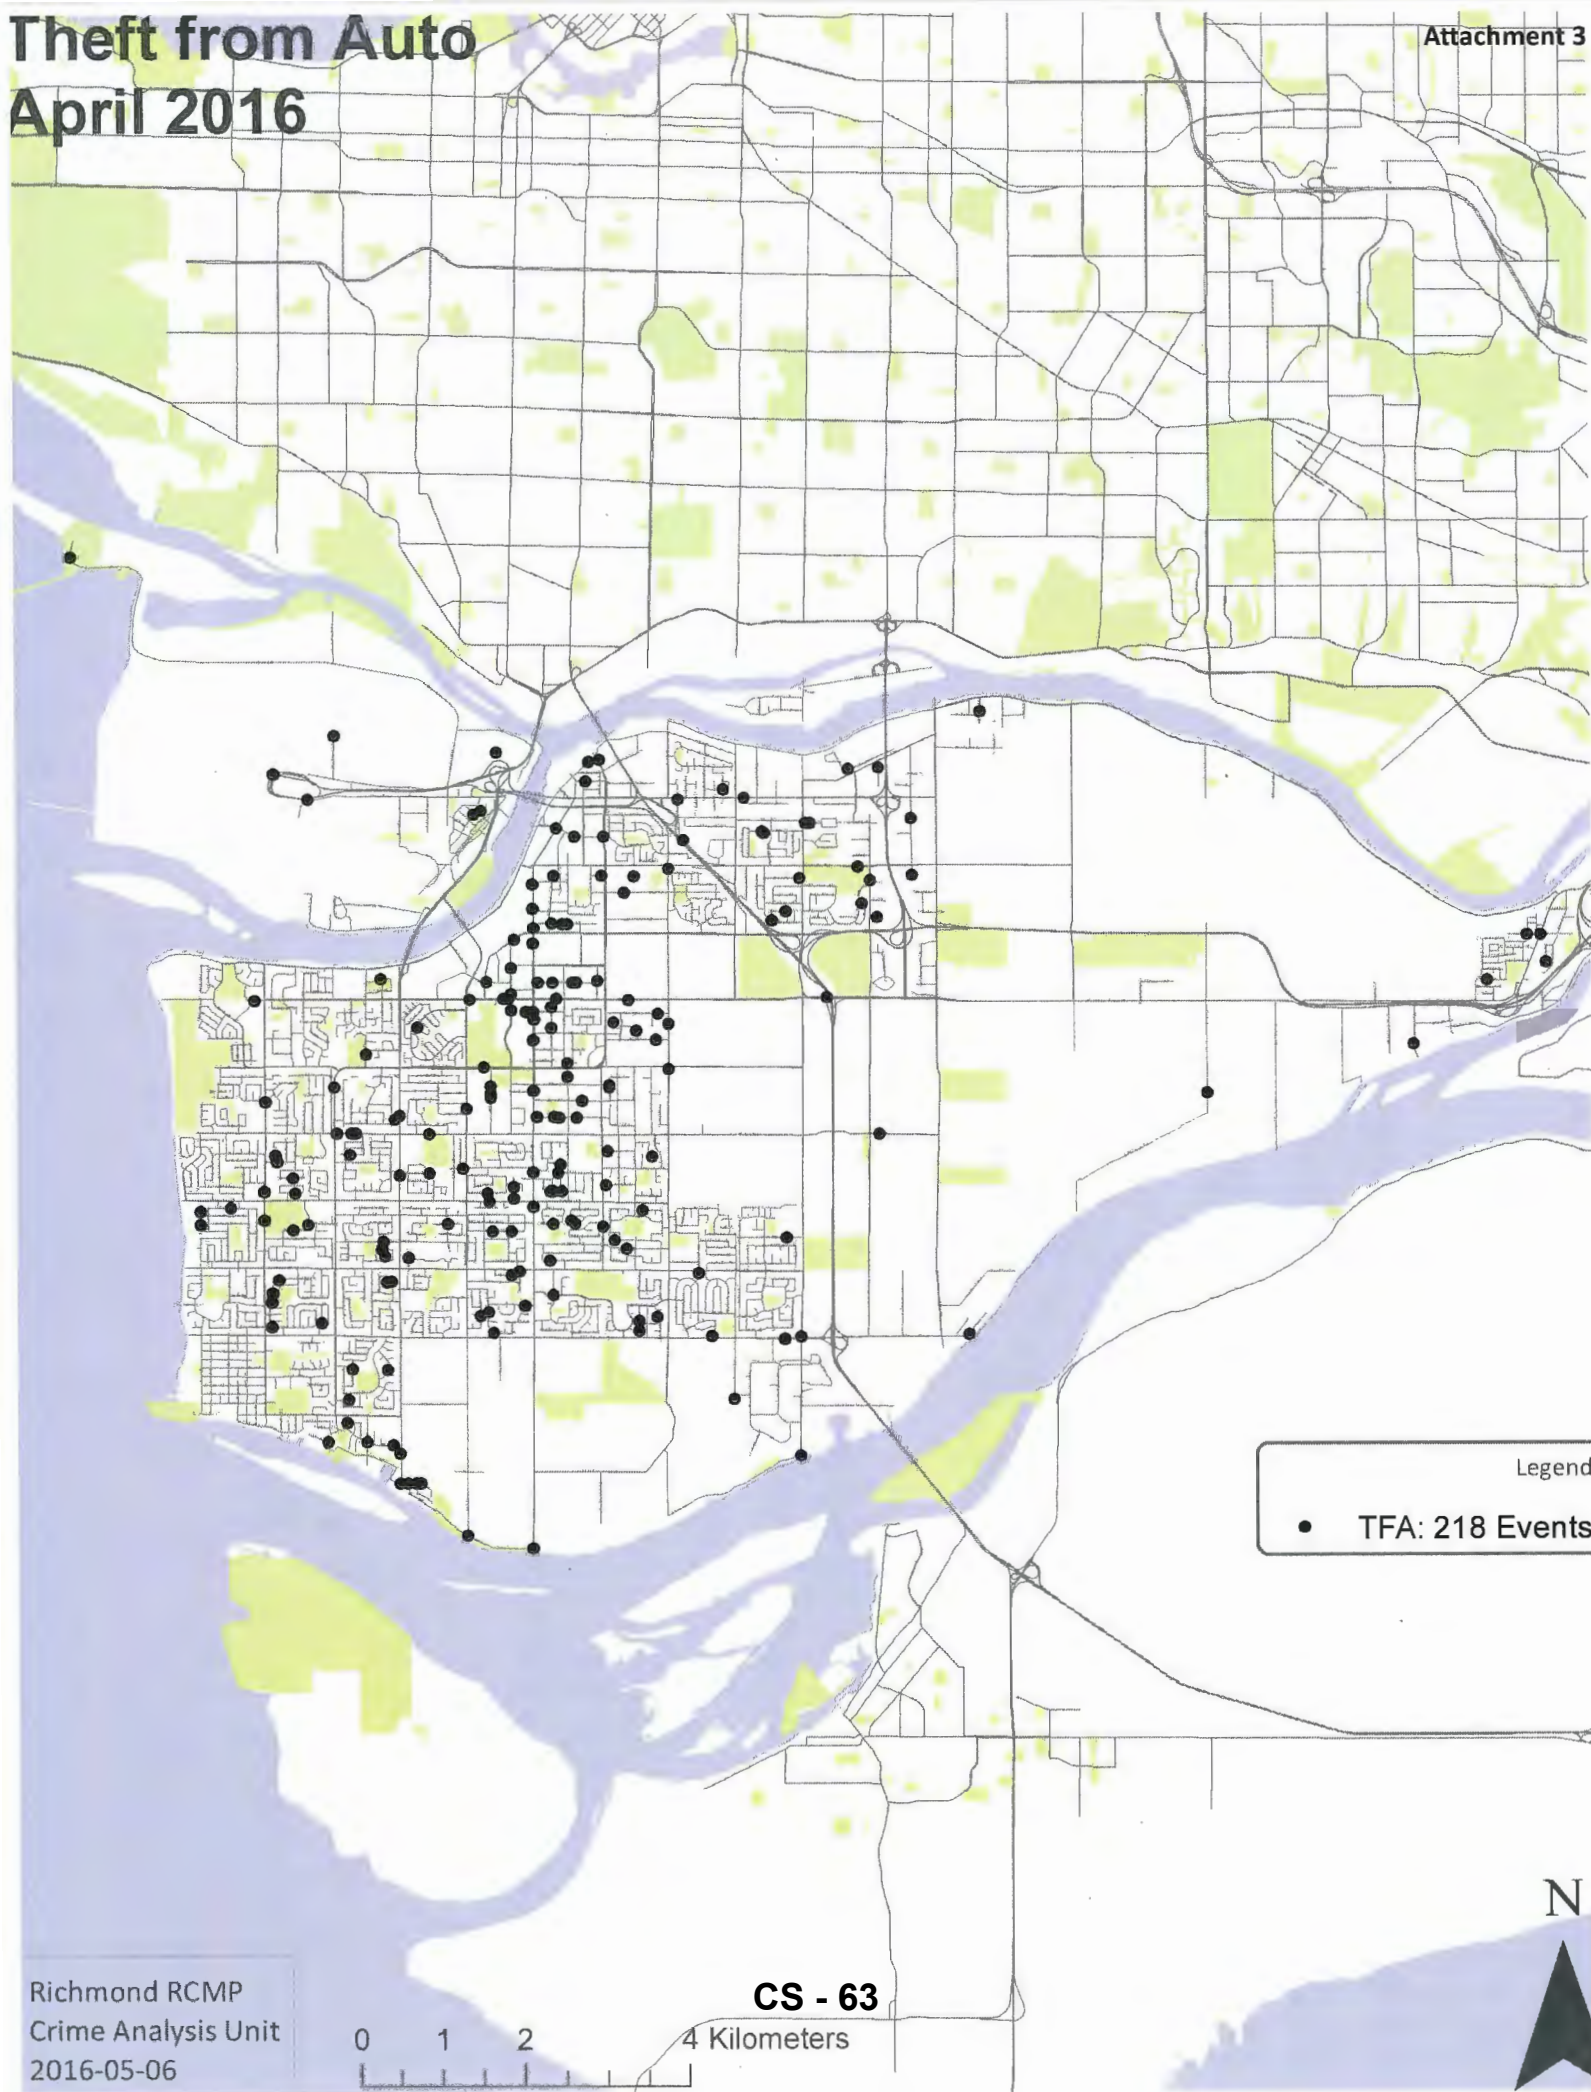 Theft from Auto
April 2016
Attachment 3
Legend
TFA: 218 Events
N
CS - 63
Richmond RCMP
Crime Analysis Unit
2016-05-06
0 1 2 4 Kilometers